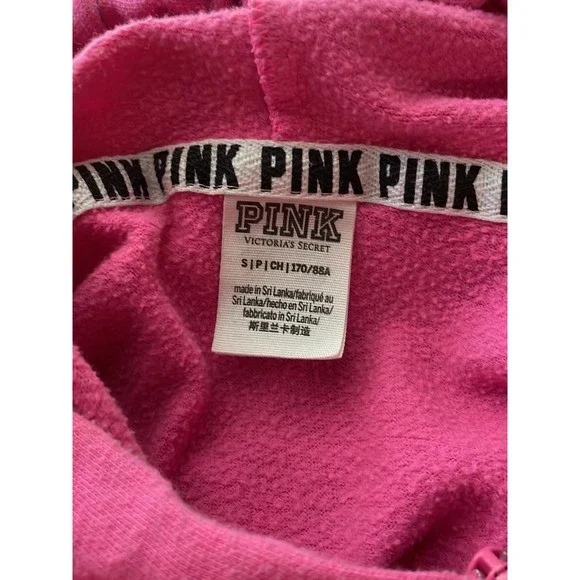 PINK PINK PINK PINK
PINK
VICTORIA'S SECRET
S | P | CH | 170/88A
made in Sri Lanka/fabriqué au
Sri Lanka/hecho en Sri Lanka/
fabbricato in Sri Lanka/
斯里兰卡制造